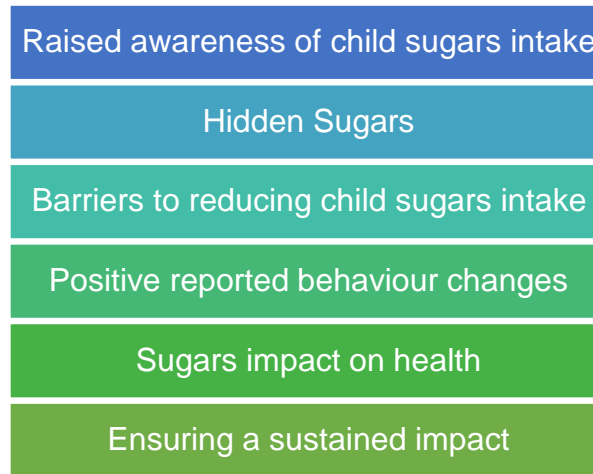 Raised awareness of child sugars intake
Hidden Sugars
Barriers to reducing child sugars intake
Positive reported behaviour changes
Sugars impact on health
Ensuring a sustained impact